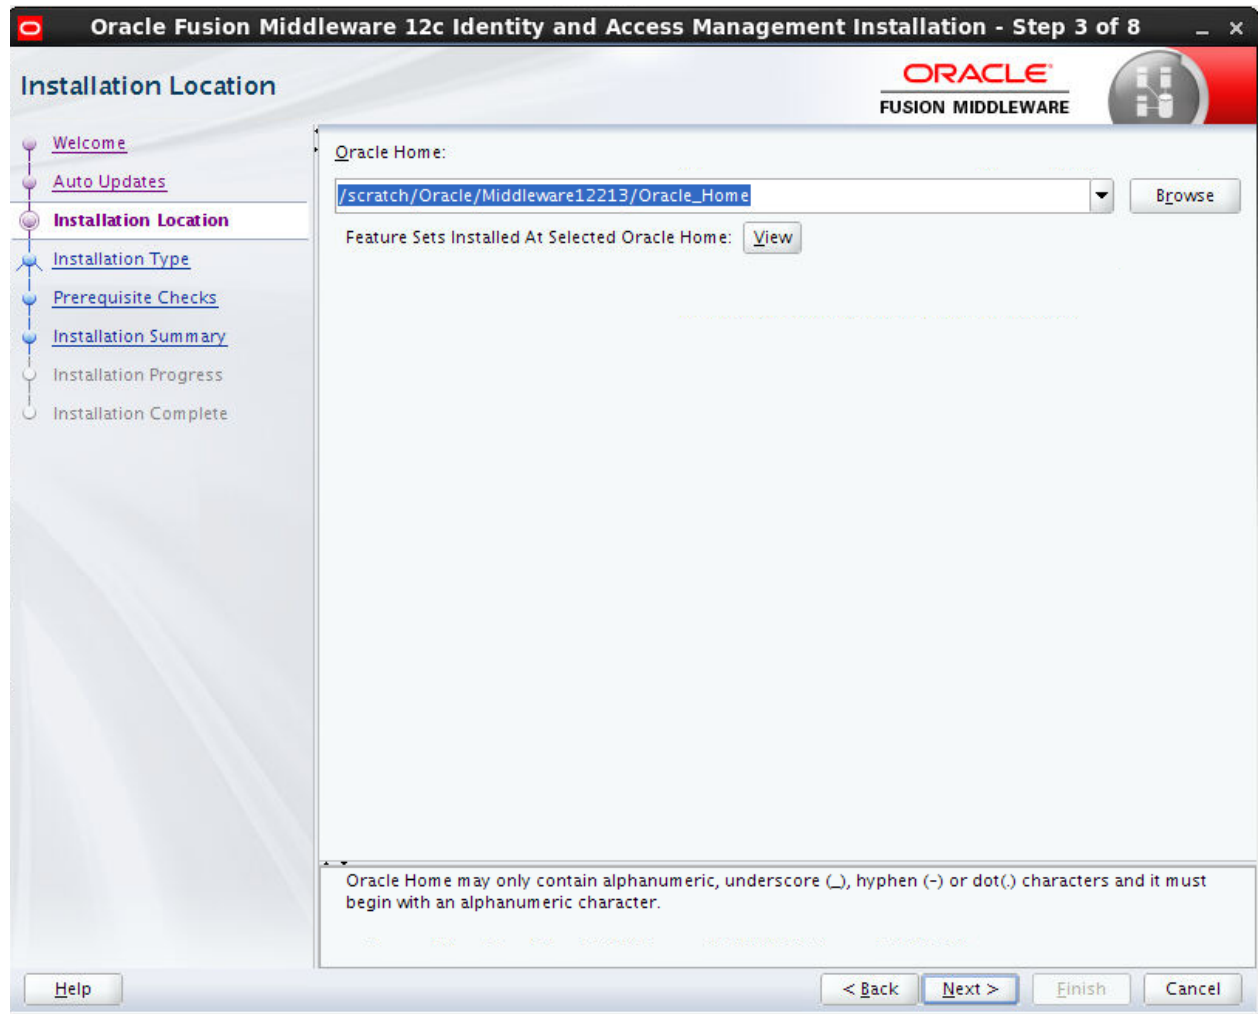 Oracle Fusion Middleware 12c Identity and Access Management Installation - Step 3 of 8
Installation Location
ORACLE
FUSION MIDDLEWARE
Welcome
Auto Updates
Installation Location
Installation Type
Prerequisite Checks
Installation Summary
Installation Progress
Installation Complete
Oracle Home:
/scratch/Oracle/Middleware12213/Oracle_Home
Browse
Feature Sets Installed At Selected Oracle Home: View
Oracle Home may only contain alphanumeric, underscore (_), hyphen (-) or dot(.) characters and it must
begin with an alphanumeric character.
Help
< Back
Next >
Finish
Cancel